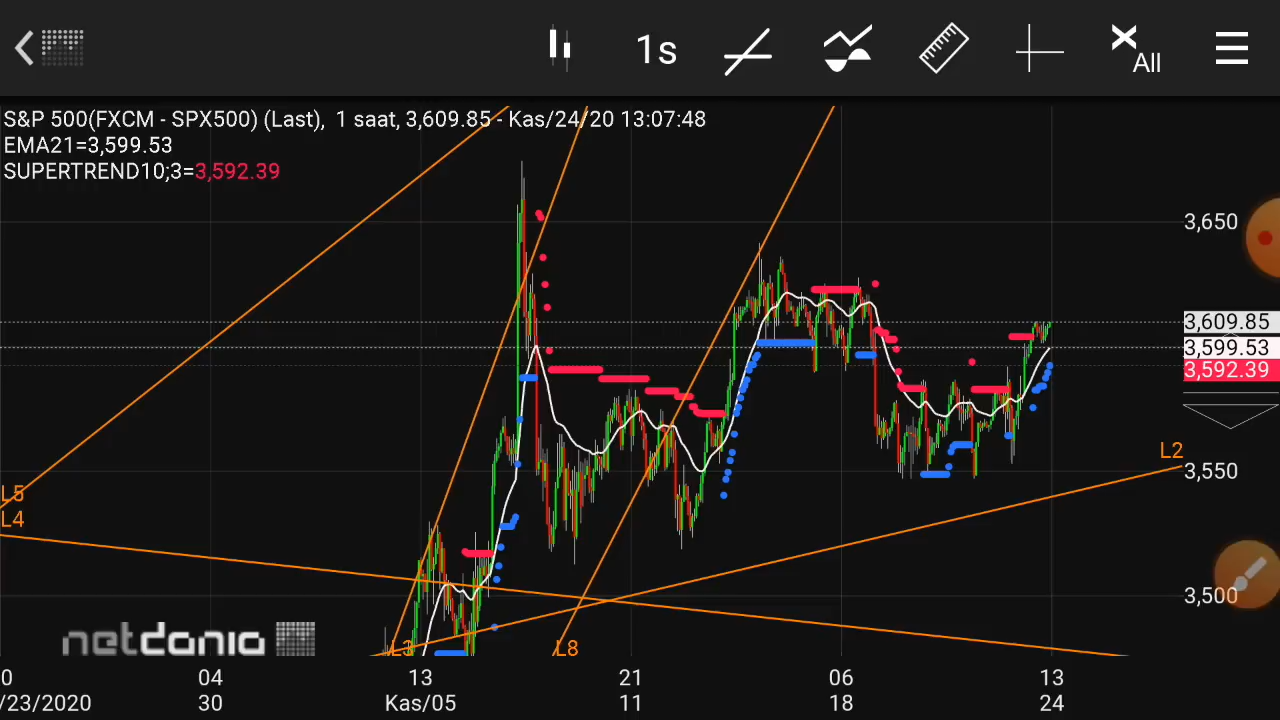 1s
All
S&P 500(FXCM - SPX500) (Last), 1 saat, 3,609.85 - Kas/24/20 13:07:48
EMA21=3,599.53
SUPERTREND10;3=3,592.39
3,650
3,609.85
3,599.53
3,592.39
L2
3,550
L5
L4
3,500
netdania
L3
L8
0 04 13 21 06 13
/23/2020 30 Kas/05 11 18 24